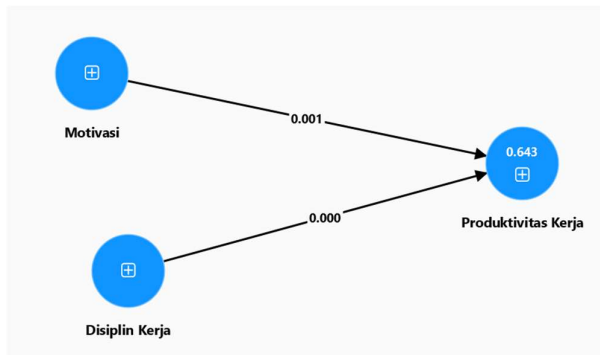 Motivasi
0.001
0.643
Produktivitas Kerja
0.000
Disiplin Kerja